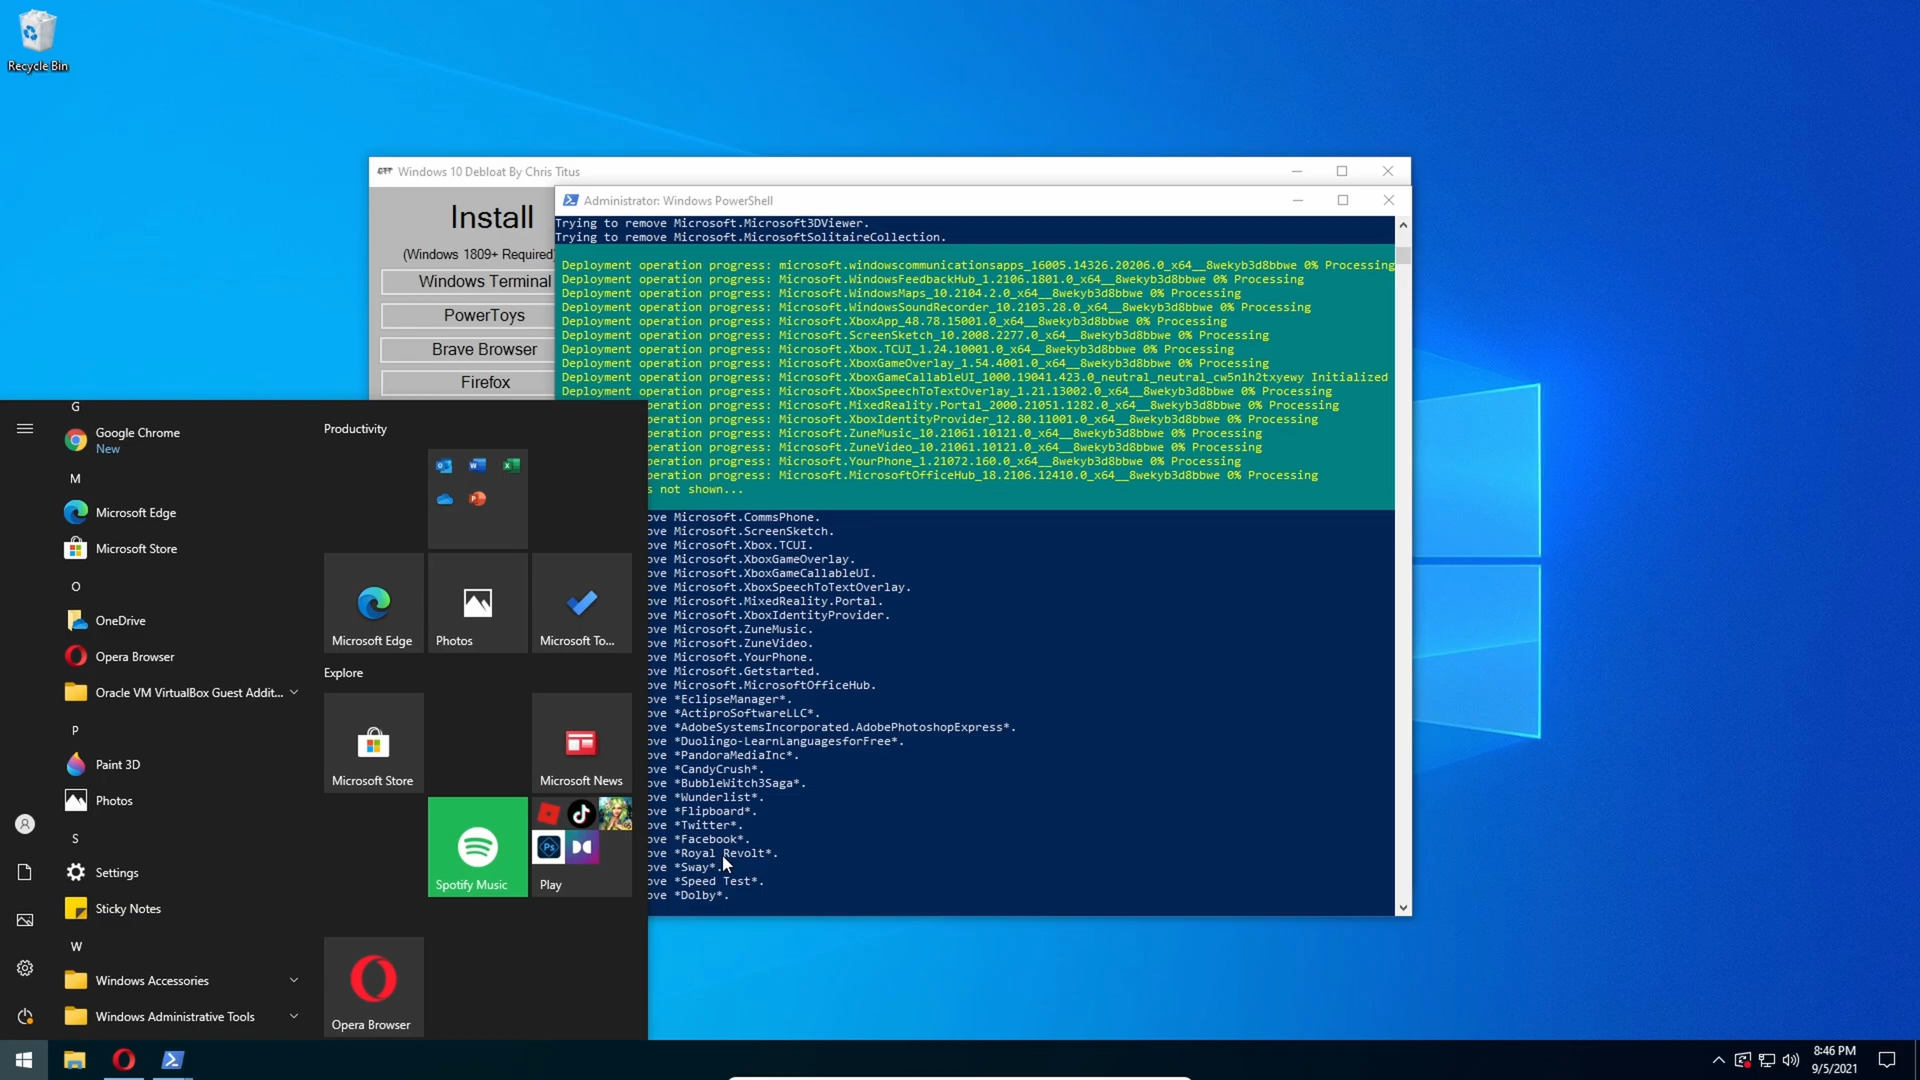 Recycle Bin
Windows 10 Debloat By Chris Titus
Install
(Windows 1809+ Required)
Windows Terminal
PowerToys
Brave Browser
Firefox
Administrator: Windows PowerShell
Trying to remove Microsoft.Microsoft3DViewer.
Trying to remove Microsoft.MicrosoftSolitaireCollection.
Deployment operation progress: microsoft.windowscommunicationsapps_16005.14326.20206.0_x64__8wekyb3d8bbwe 0% Processing
Deployment operation progress: Microsoft.WindowsFeedbackHub_1.2106.1801.0_x64__8wekyb3d8bbwe 0% Processing
Deployment operation progress: Microsoft.WindowsMaps_10.2104.2.0_x64__8wekyb3d8bbwe 0% Processing
Deployment operation progress: Microsoft.WindowsSoundRecorder_10.2103.28.0_x64__8wekyb3d8bbwe 0% Processing
Deployment operation progress: Microsoft.XboxApp_48.78.15001.0_x64__8wekyb3d8bbwe 0% Processing
Deployment operation progress: Microsoft.ScreenSketch_10.2008.2277.0_x64__8wekyb3d8bbwe 0% Processing
Deployment operation progress: Microsoft.Xbox.TCUI_1.24.10001.0_x64__8wekyb3d8bbwe 0% Processing
Deployment operation progress: Microsoft.XboxGameOverlay_1.54.4001.0_x64__8wekyb3d8bbwe 0% Processing
Deployment operation progress: Microsoft.XboxGameCallableUI_1000.19041.423.0_neutral_neutral_cw5n1h2txyewy Initialized
Deployment operation progress: Microsoft.XboxSpeechToTextOverlay_1.21.13002.0_x64__8wekyb3d8bbwe 0% Processing
peration progress: Microsoft.MixedReality.Portal_2000.21051.1282.0_x64__8wekyb3d8bbwe 0% Processing
peration progress: Microsoft.XboxIdentityProvider_12.80.11001.0_x64__8wekyb3d8bbwe 0% Processing
peration progress: Microsoft.ZuneMusic_10.21061.10121.0_x64__8wekyb3d8bbwe 0% Processing
peration progress: Microsoft.ZuneVideo_10.21061.10121.0_x64__8wekyb3d8bbwe 0% Processing
peration progress: Microsoft.YourPhone_1.21072.160.0_x64__8wekyb3d8bbwe 0% Processing
peration progress: Microsoft.MicrosoftOfficeHub_18.2106.12410.0_x64__8wekyb3d8bbwe 0% Processing
s not shown...
ove Microsoft.CommsPhone.
ove Microsoft.ScreenSketch.
ove Microsoft.Xbox.TCUI.
ove Microsoft.XboxGameOverlay.
ove Microsoft.XboxGameCallableUI.
ove Microsoft.XboxSpeechToTextOverlay.
ove Microsoft.MixedReality.Portal.
ove Microsoft.XboxIdentityProvider.
ove Microsoft.ZuneMusic.
ove Microsoft.ZuneVideo.
ove Microsoft.YourPhone.
ove Microsoft.Getstarted.
ove Microsoft.MicrosoftOfficeHub.
ove *EclipseManager*.
ove *ActiproSoftwareLLC*.
ove *AdobeSystemsIncorporated.AdobePhotoshopExpress*.
ove *Duolingo-LearnLanguagesforFree*.
ove *PandoraMediaInc*.
ove *CandyCrush*.
ove *BubbleWitch3Saga*.
ove *Wunderlist*.
ove *Flipboard*.
ove *Twitter*.
ove *Facebook*.
ove *Royal Revolt*.
ove *Sway*.
ove *Speed Test*.
ove *Dolby*.
G
Google Chrome
New
M
Microsoft Edge
Microsoft Store
O
OneDrive
Opera Browser
Oracle VM VirtualBox Guest Addit...
P
Paint 3D
Photos
S
Settings
Sticky Notes
W
Windows Accessories
Windows Administrative Tools
Productivity
Microsoft Edge
Photos
Microsoft To...
Explore
Microsoft Store
Microsoft News
Spotify Music
Ps
Play
Opera Browser
8:46 PM
9/5/2021